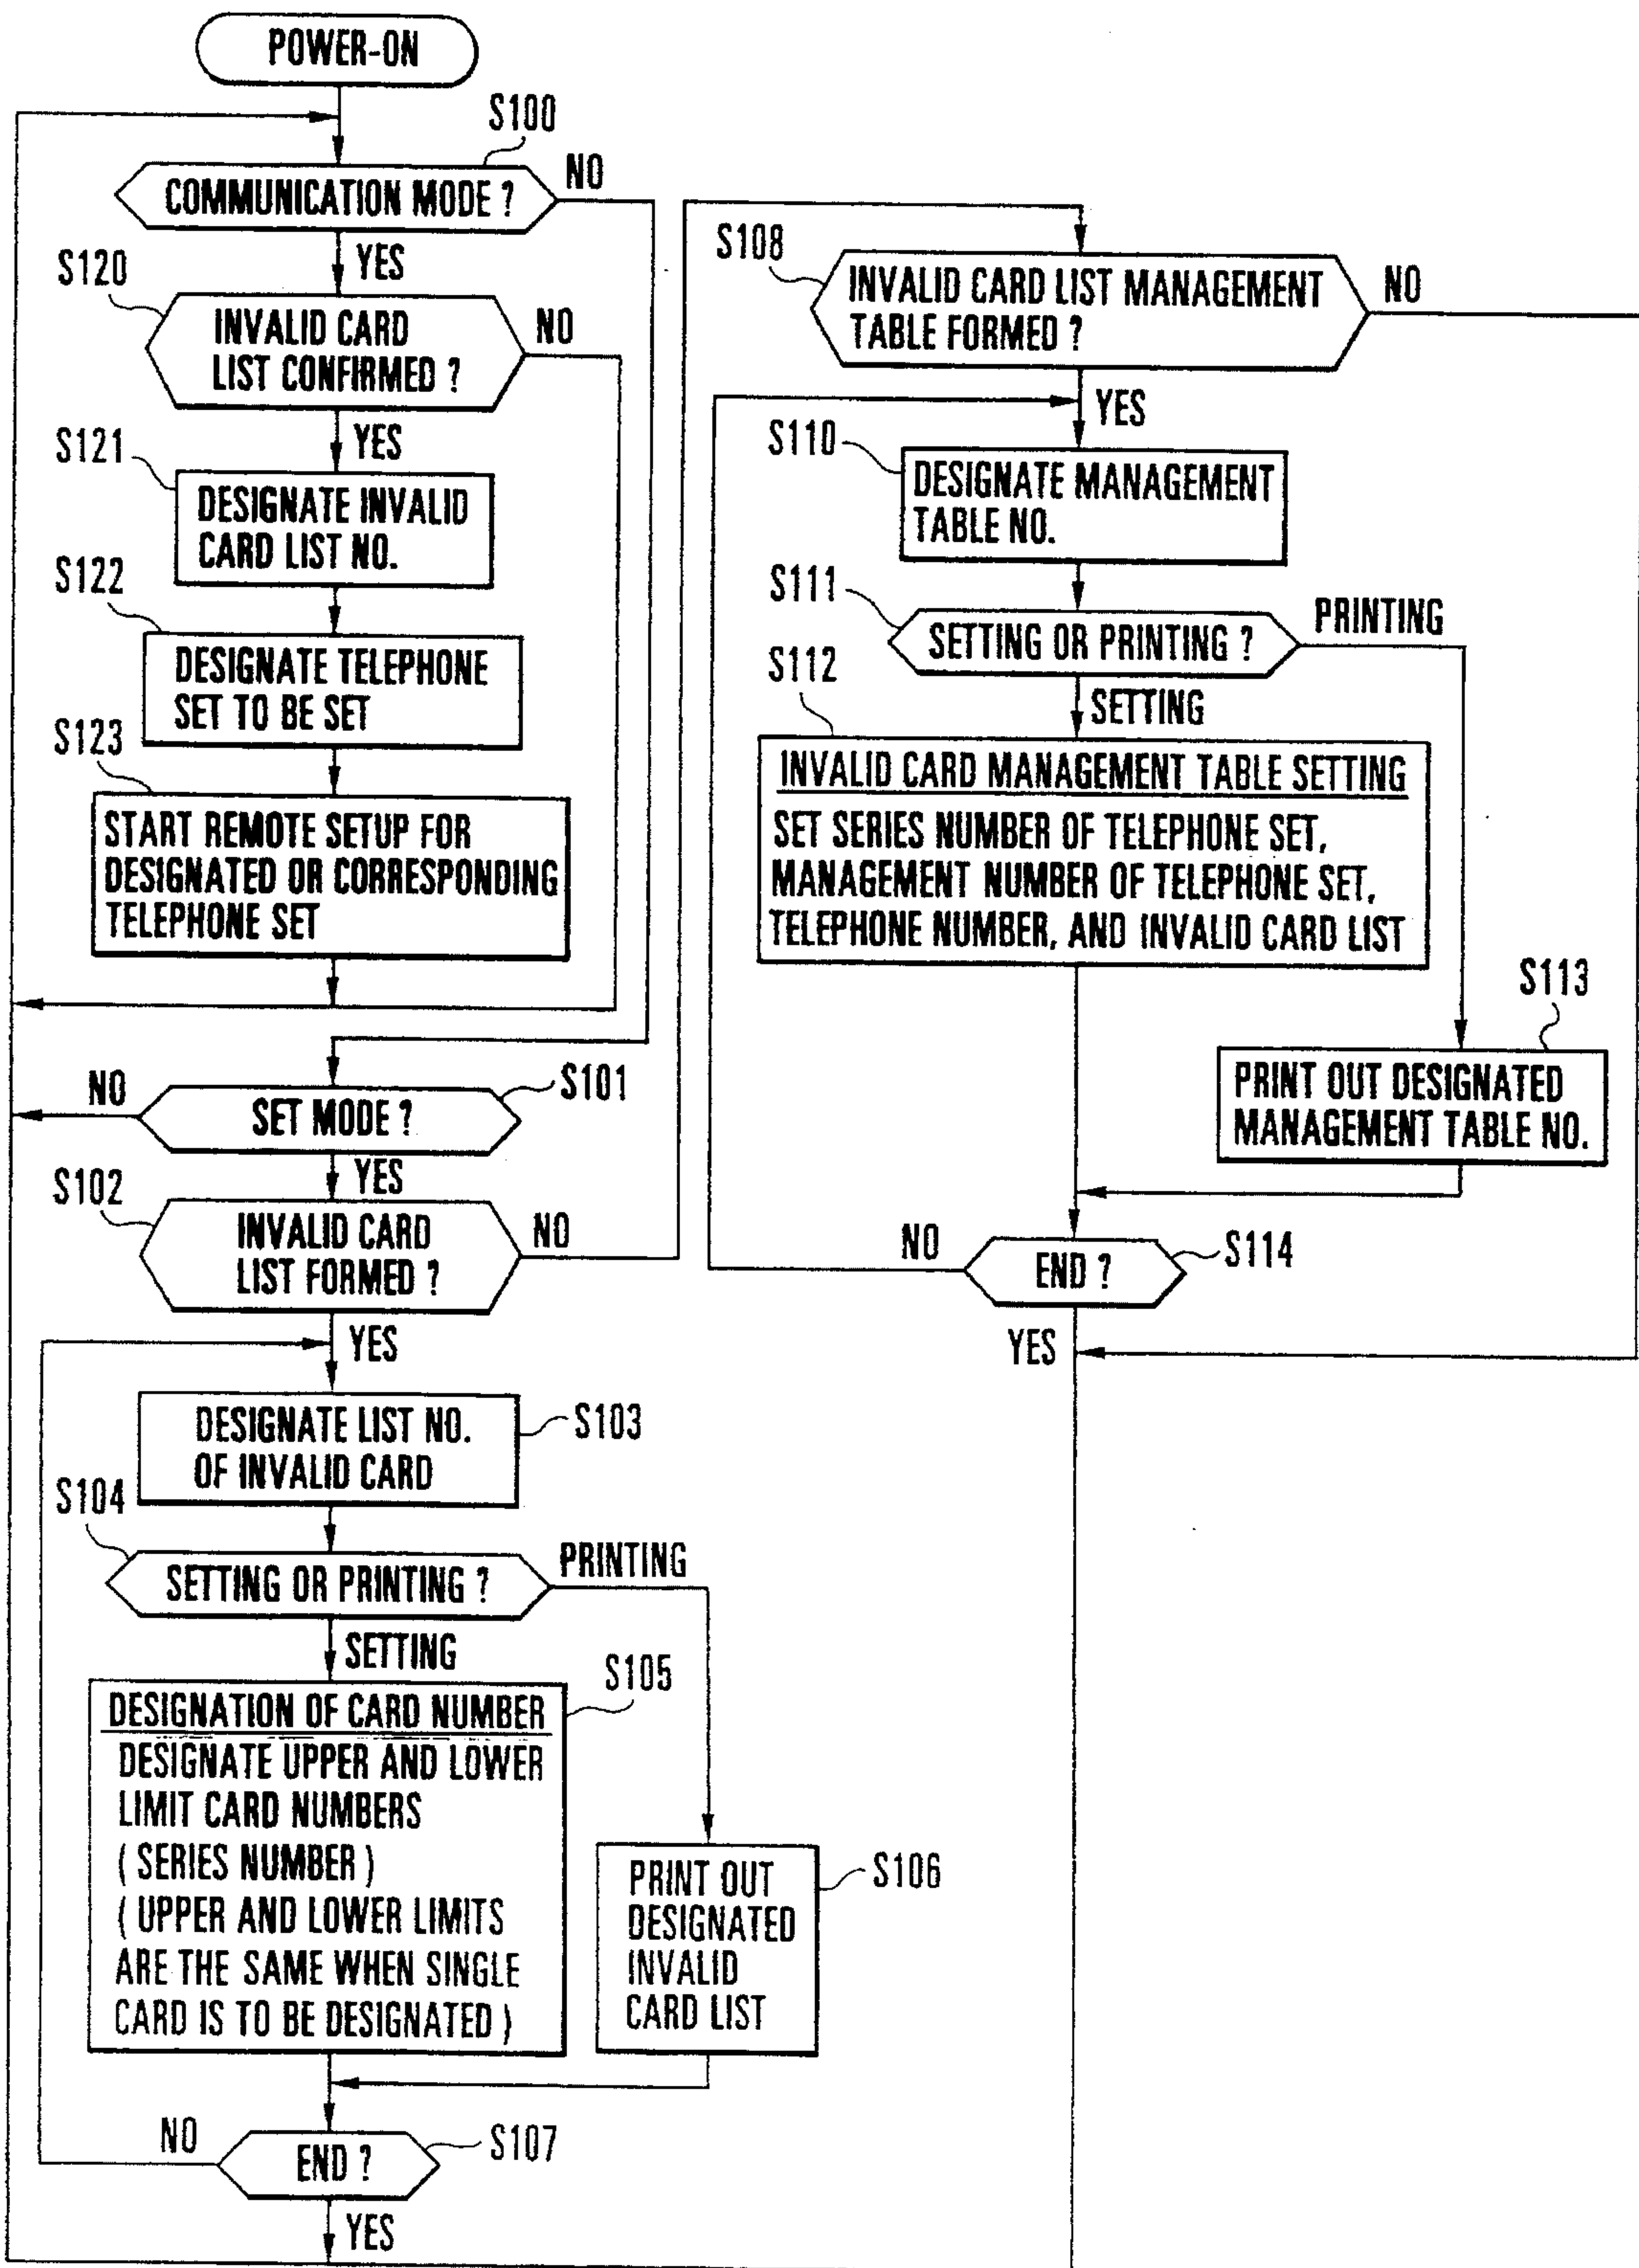 POWER-ON
S100
COMMUNICATION MODE ?
NO
YES
S120
INVALID CARD
LIST CONFIRMED ?
NO
YES
S121
DESIGNATE INVALID
CARD LIST NO.
S122
DESIGNATE TELEPHONE
SET TO BE SET
S123
START REMOTE SETUP FOR
DESIGNATED OR CORRESPONDING
TELEPHONE SET
NO
SET MODE ?
S101
YES
S102
INVALID CARD
LIST FORMED ?
NO
YES
DESIGNATE LIST NO.
OF INVALID CARD
S103
S104
SETTING OR PRINTING ?
PRINTING
SETTING
S105
DESIGNATION OF CARD NUMBER
DESIGNATE UPPER AND LOWER
LIMIT CARD NUMBERS
( SERIES NUMBER )
( UPPER AND LOWER LIMITS
ARE THE SAME WHEN SINGLE
CARD IS TO BE DESIGNATED )
PRINT OUT
DESIGNATED
INVALID
CARD LIST
S106
NO
END ?
S107
YES
S108
INVALID CARD LIST MANAGEMENT
TABLE FORMED ?
NO
YES
S110
DESIGNATE MANAGEMENT
TABLE NO.
S111
SETTING OR PRINTING ?
PRINTING
S112
SETTING
INVALID CARD MANAGEMENT TABLE SETTING
SET SERIES NUMBER OF TELEPHONE SET,
MANAGEMENT NUMBER OF TELEPHONE SET,
TELEPHONE NUMBER, AND INVALID CARD LIST
S113
PRINT OUT DESIGNATED
MANAGEMENT TABLE NO.
NO
END ?
S114
YES